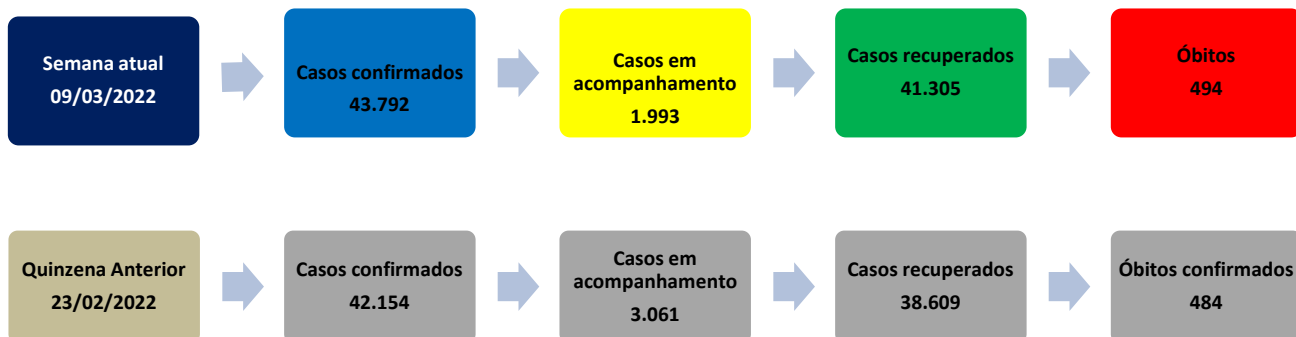 Semana atual
09/03/2022
Casos confirmados
43.792
Casos em
acompanhamento
1.993
Casos recuperados
41.305
Óbitos
494
Quinzena Anterior
23/02/2022
Casos confirmados
42.154
Casos em
acompanhamento
3.061
Casos recuperados
38.609
Óbitos confirmados
484